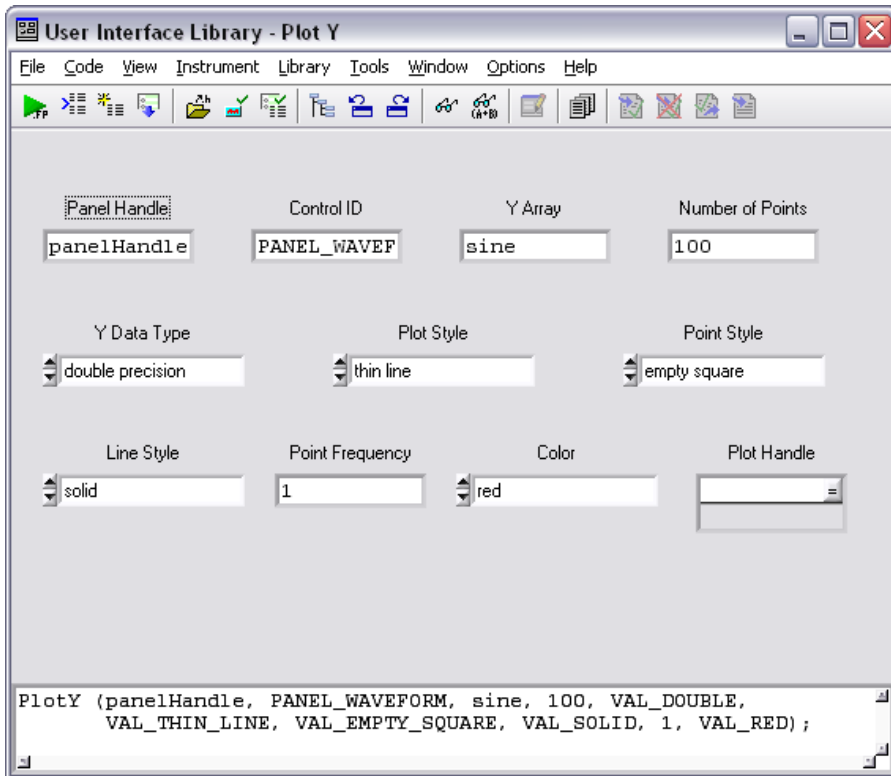 User Interface Library - Plot Y
File Code View Instrument Library Tools Window Options Help
Panel Handle Control ID Y Array Number of Points
panelHandle PANEL_WAVEF sine 100
Y Data Type Plot Style Point Style
double precision thin line empty square
Line Style Point Frequency Color Plot Handle
solid 1 red
PlotY (panelHandle, PANEL_WAVEFORM, sine, 100, VAL_DOUBLE,
VAL_THIN_LINE, VAL_EMPTY_SQUARE, VAL_SOLID, 1, VAL_RED);